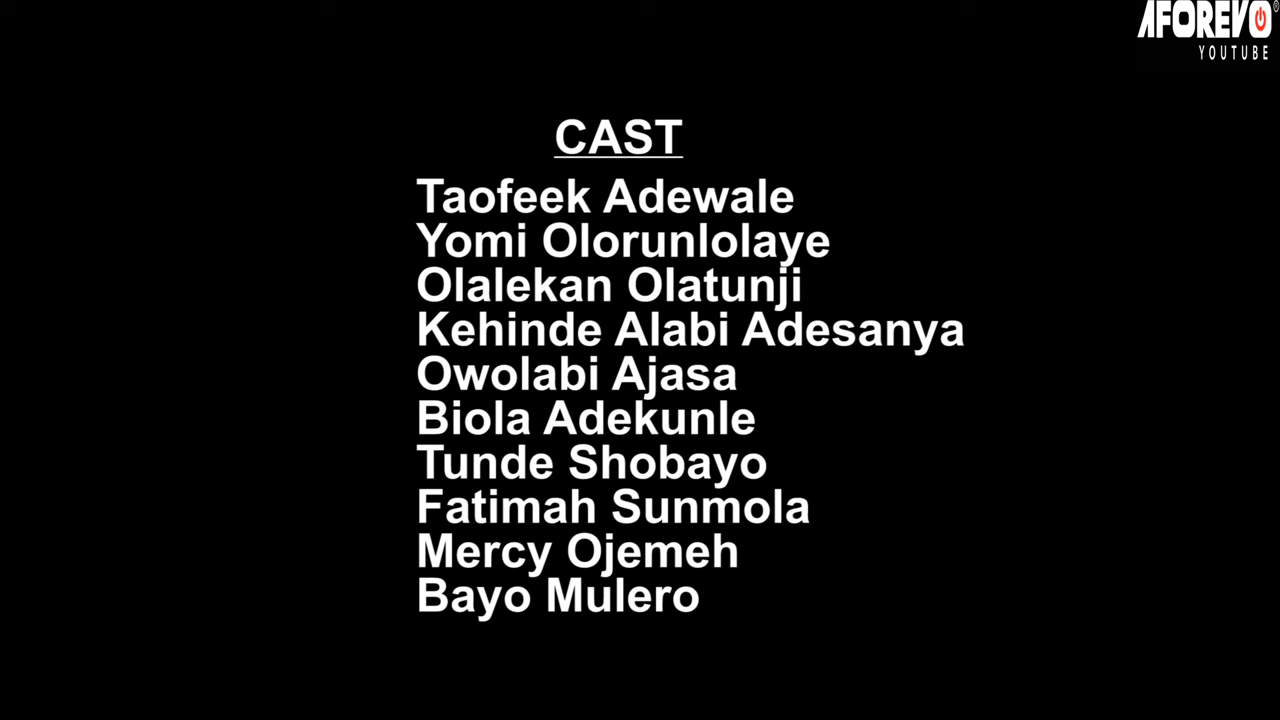 AFOREVO®
YOUTUBE
CAST
Taofeek Adewale
Yomi Olorunlolaye
Olalekan Olatunji
Kehinde Alabi Adesanya
Owolabi Ajasa
Biola Adekunle
Tunde Shobayo
Fatimah Sunmola
Mercy Ojemeh
Bayo Mulero